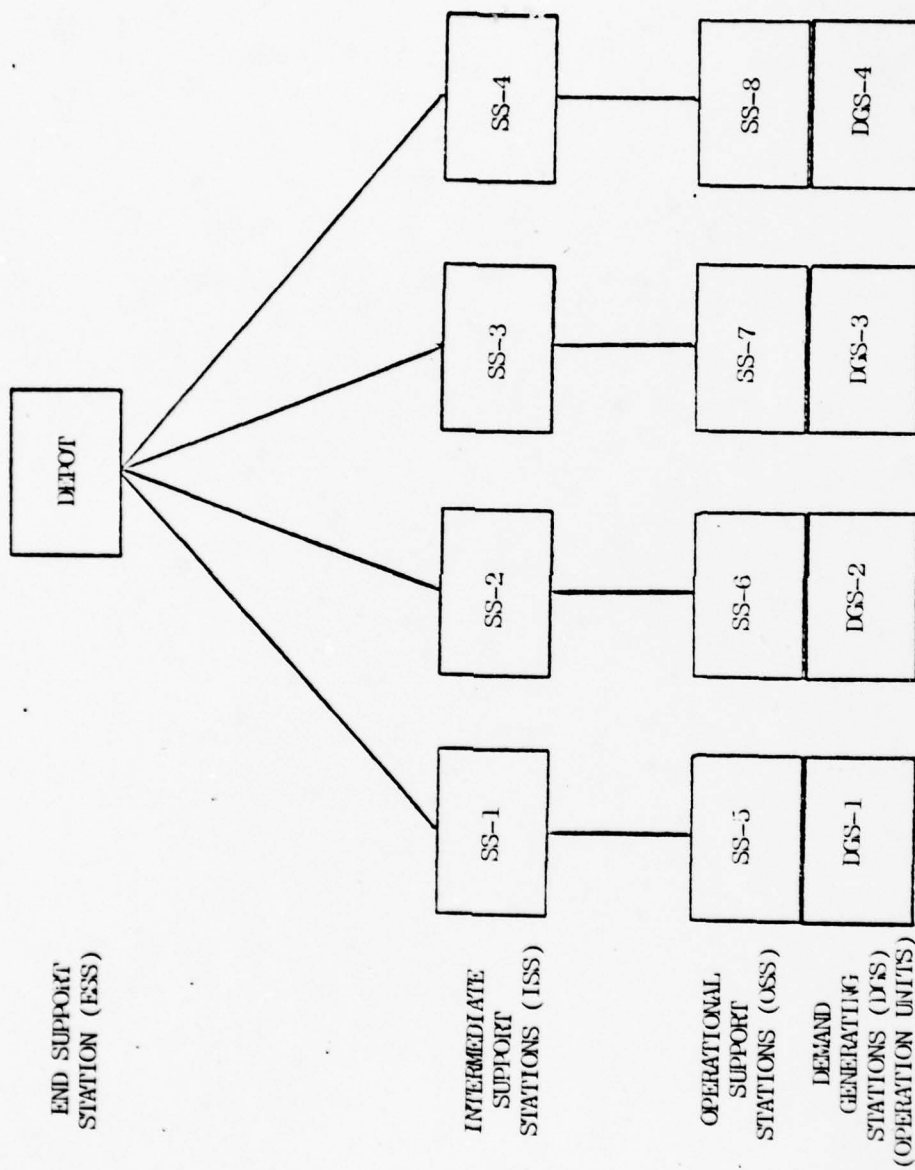 END SUPPORT
STATION (ESS)
DEPOT
INTERMEDIATE
SUPPORT
STATIONS (ISS)
SS-1
SS-2
SS-3
SS-4
OPERATIONAL
SUPPORT
STATIONS (OSS)
SS-5
SS-6
SS-7
SS-8
DEMAND
GENERATING
STATIONS (DGS)
(OPERATION UNITS)
DGS-1
DGS-2
DGS-3
DGS-4